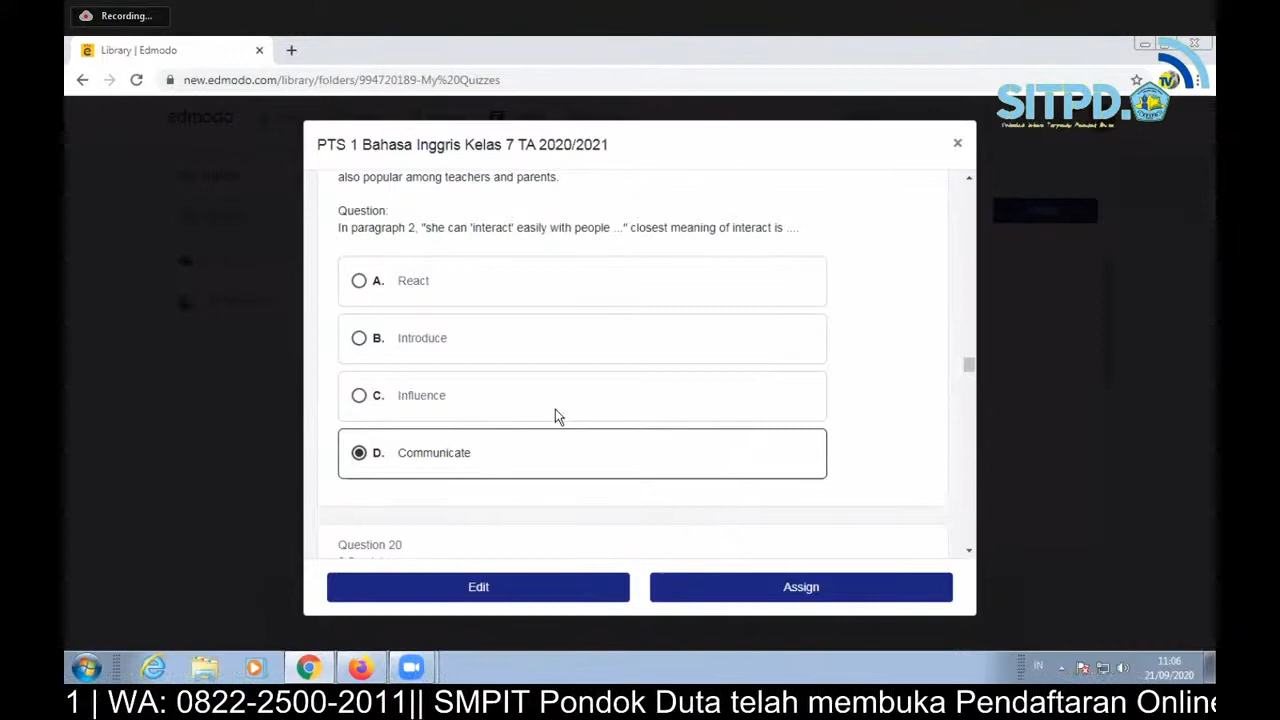 Recording...
Library | Edmodo
new.edmodo.com/library/folders/994720189-My%20Quizzes
TV
SITPD.
edmodo
PTS 1 Bahasa Inggris Kelas 7 TA 2020/2021
also popular among teachers and parents.
Question:
In paragraph 2, "she can 'interact' easily with people ..." closest meaning of interact is ....
A. React
B. Introduce
C. Influence
D. Communicate
Question 20
Edit
Assign
IN
11:06
21/09/2020
1 | WA: 0822-2500-2011|| SMPIT Pondok Duta telah membuka Pendaftaran Online